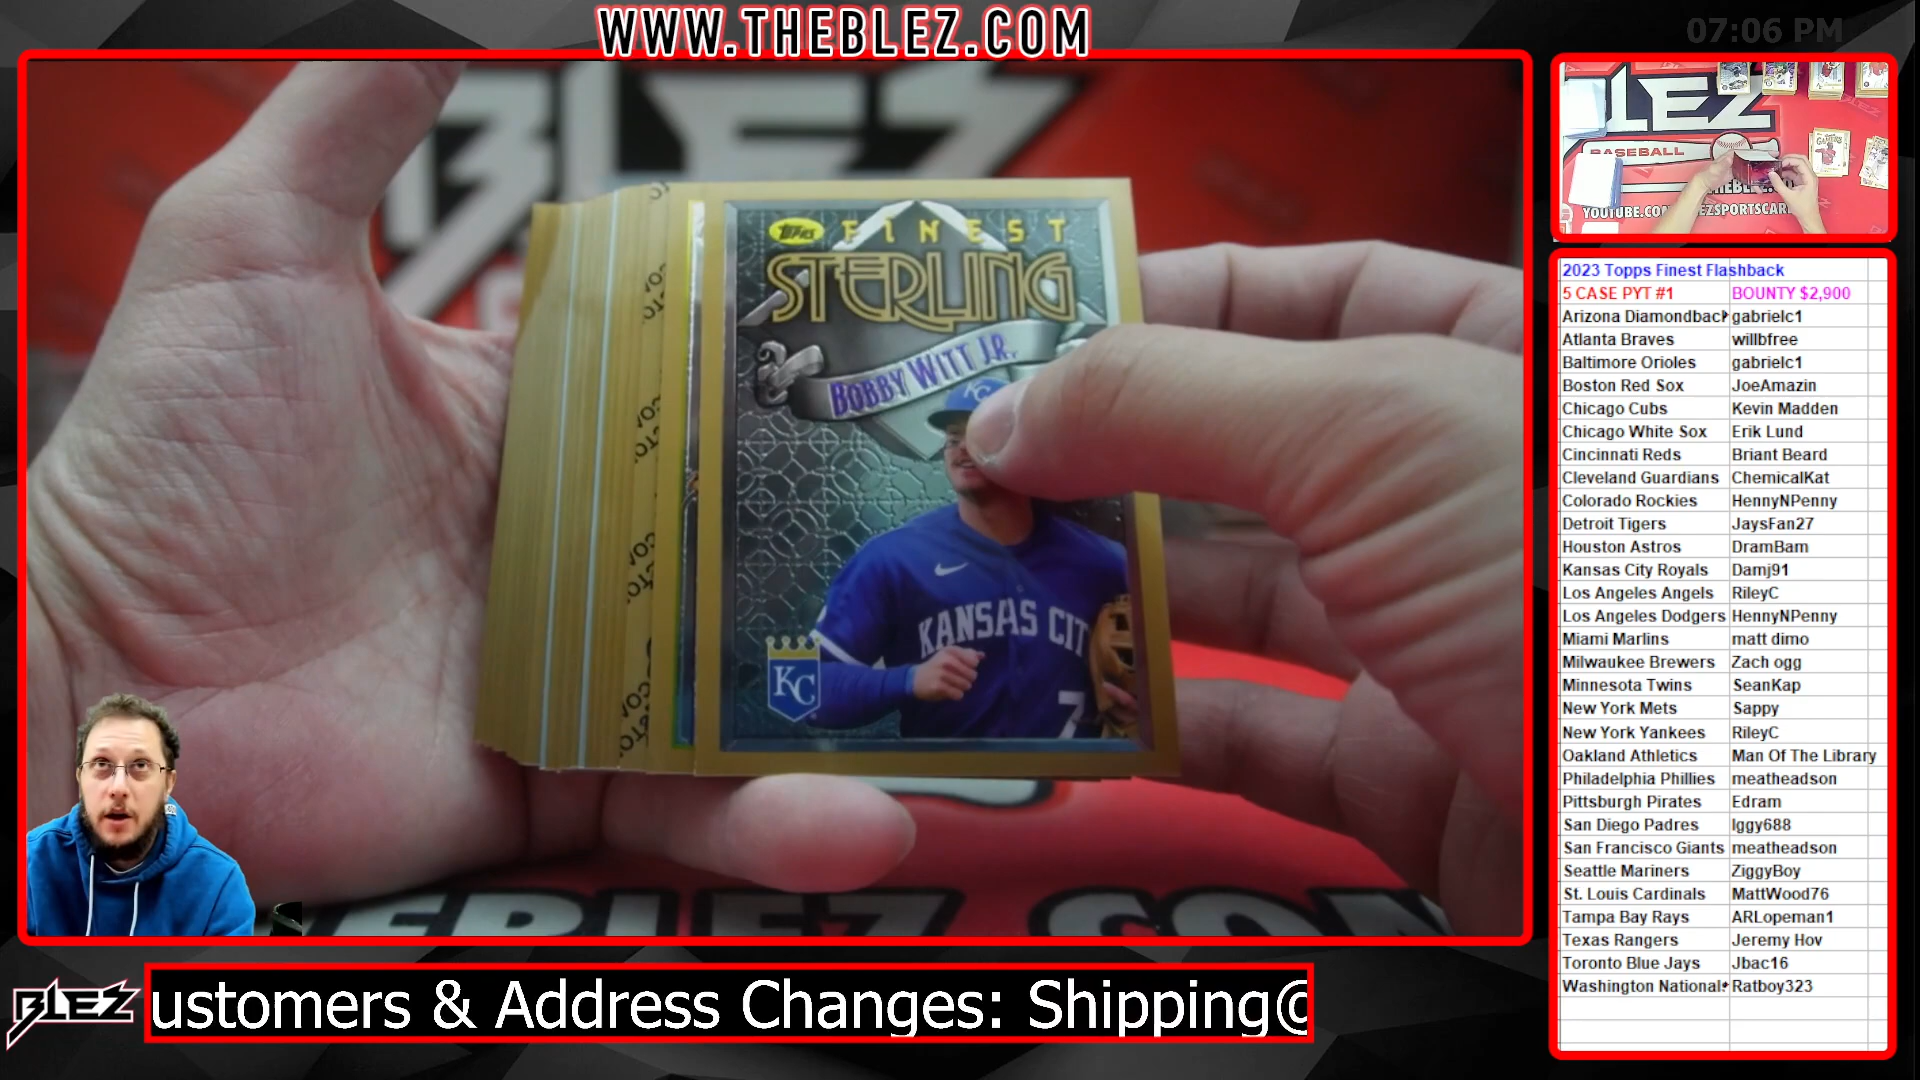 WWW.THEBLEZ.COM
07:06 PM
BLEZ
TOPPS
FINEST
STERLING
BOBBY WITT JR.
KC
KANSAS CIT
7
KC
BLEZ
BASEBALL
2023 Topps Finest Flashback
5 CASE PYT #1 BOUNTY $2,900
Arizona Diamondback gabrielc1
Atlanta Braves willbfree
Baltimore Orioles gabrielc1
Boston Red Sox JoeAmazin
Chicago Cubs Kevin Madden
Chicago White Sox Erik Lund
Cincinnati Reds Briant Beard
Cleveland Guardians ChemicalKat
Colorado Rockies HennyNPenny
Detroit Tigers JaysFan27
Houston Astros DramBam
Kansas City Royals Damj91
Los Angeles Angels RileyC
Los Angeles Dodgers HennyNPenny
Miami Marlins matt dimo
Milwaukee Brewers Zach ogg
Minnesota Twins SeanKap
New York Mets Sappy
New York Yankees RileyC
Oakland Athletics Man Of The Library
Philadelphia Phillies meatheadson
Pittsburgh Pirates Edram
San Diego Padres Iggy688
San Francisco Giants meatheadson
Seattle Mariners ZiggyBoy
St. Louis Cardinals MattWood76
Tampa Bay Rays ARLopeman1
Texas Rangers Jeremy Hov
Toronto Blue Jays Jbac16
Washington Nationals Ratboy323
BLEZ
ustomers & Address Changes: Shipping@